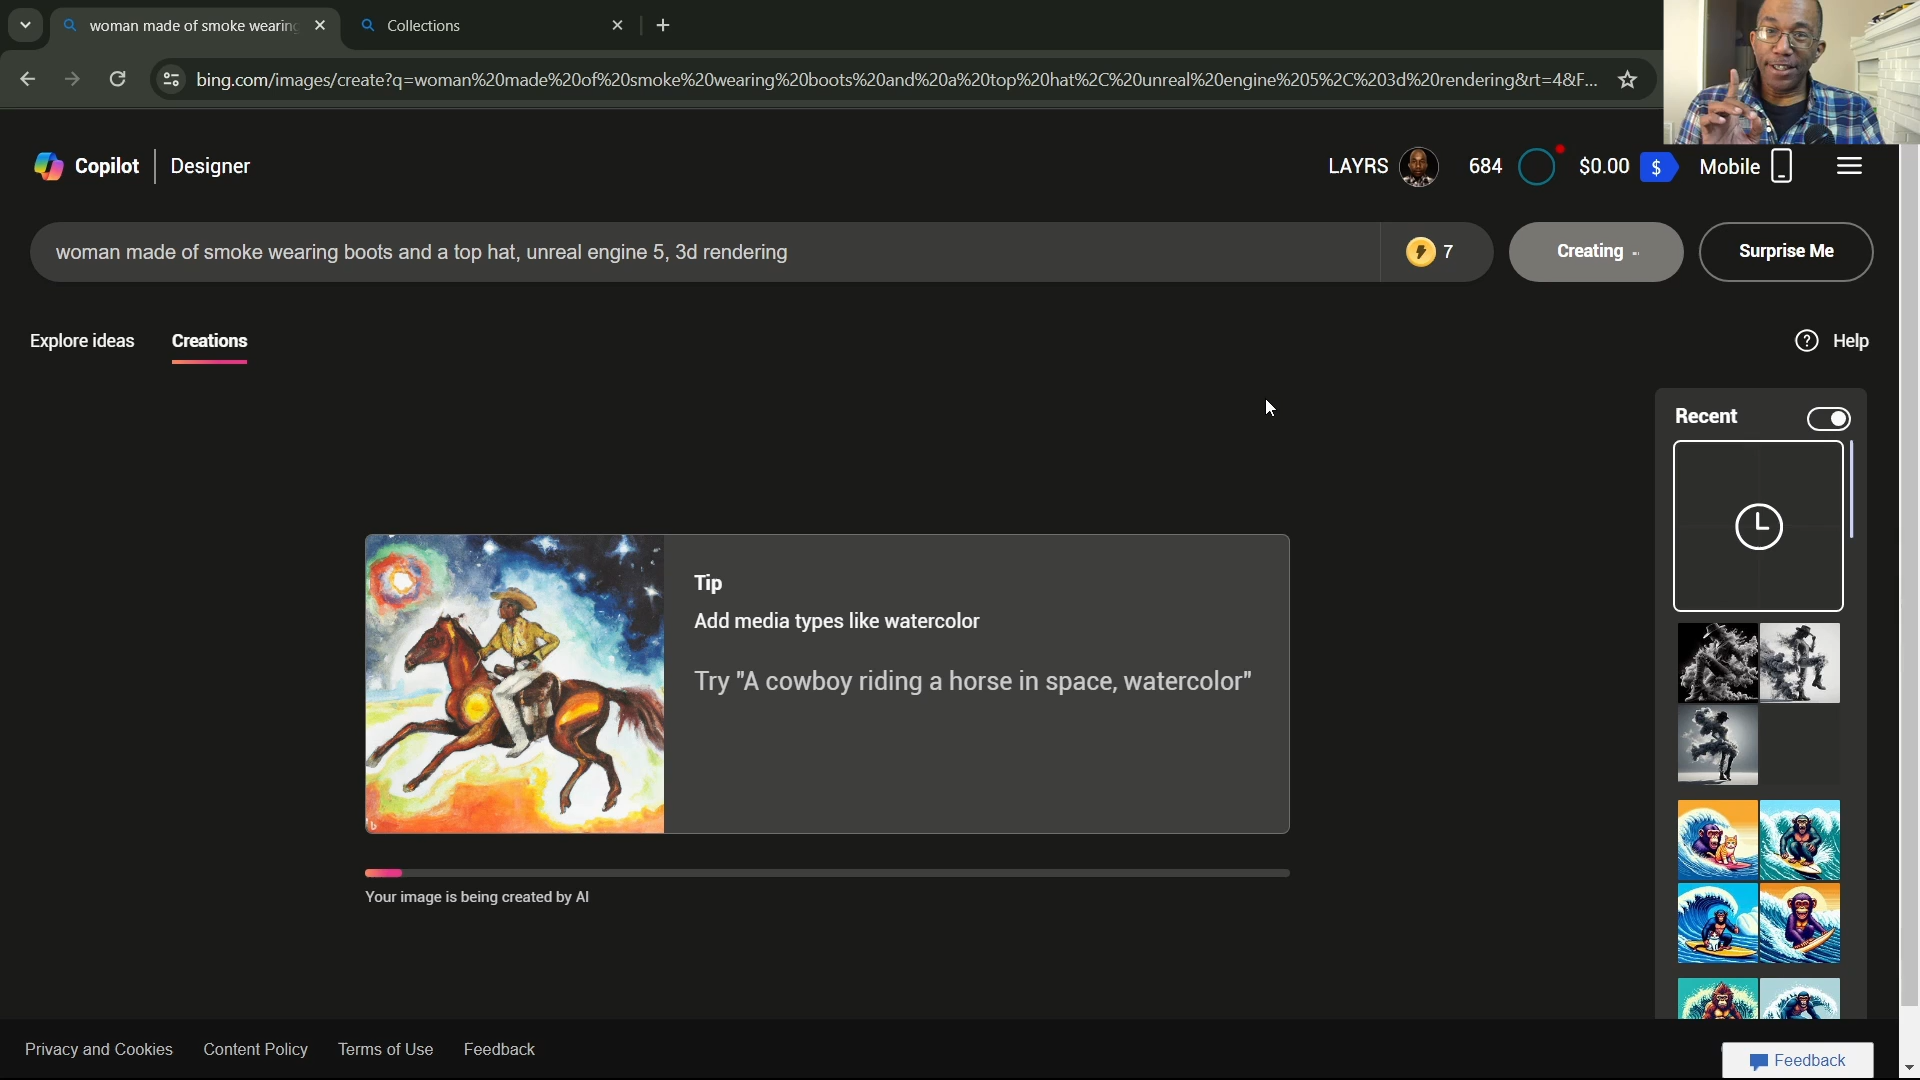 woman made of smoke wearin
Collections
bing.com/images/create?q=woman%20made%20of%20smoke%20wearing%20boots%20and%20a%20top%20hat%2C%20unreal%20engine%205%2C%203d%20rendering&rt=4&F...
Copilot
Designer
LAYRS
684
$0.00
$
Mobile
woman made of smoke wearing boots and a top hat, unreal engine 5, 3d rendering
7
Creating
Surprise Me
Explore ideas
Creations
? Help
Recent
Tip
Add media types like watercolor
Try "A cowboy riding a horse in space, watercolor"
b
Your image is being created by AI
Privacy and Cookies
Content Policy
Terms of Use
Feedback
Feedback